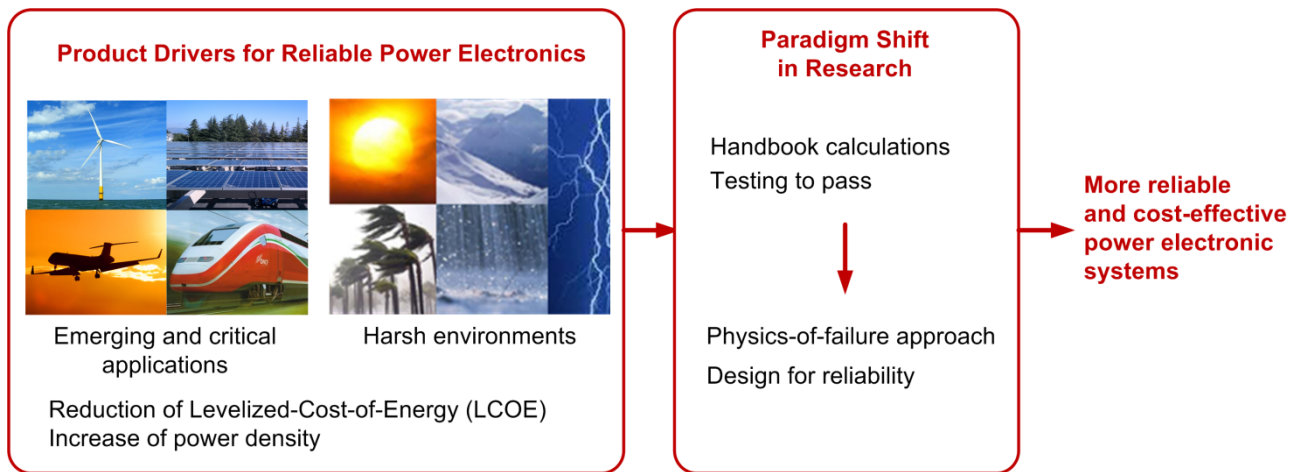 Product Drivers for Reliable Power Electronics
Emerging and critical
applications
Harsh environments
Reduction of Levelized-Cost-of-Energy (LCOE)
Increase of power density
Paradigm Shift
in Research
Handbook calculations
Testing to pass
Physics-of-failure approach
Design for reliability
More reliable
and cost-effective
power electronic
systems